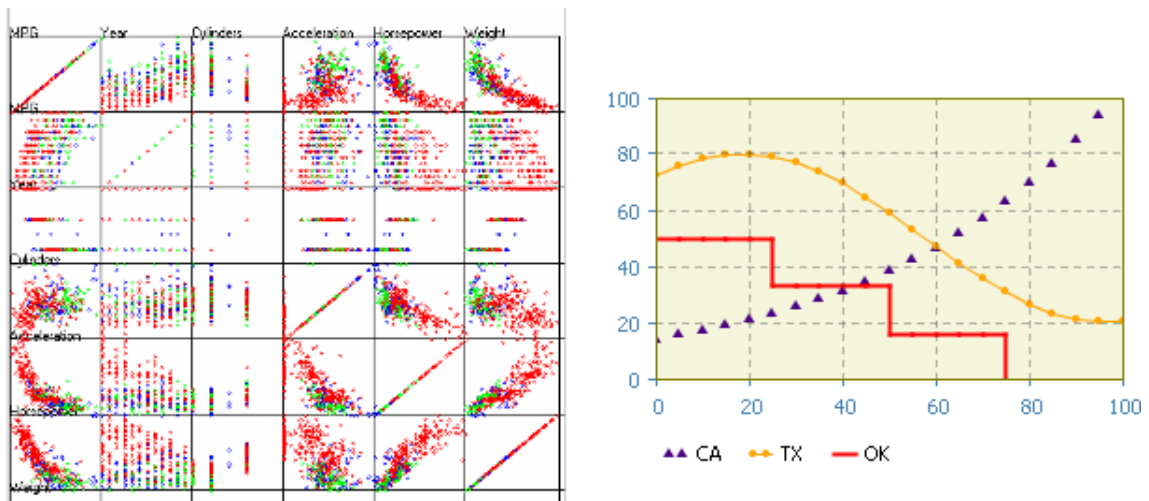 MPG Year Cylinders Acceleration Horsepower Weight
MPG
Year
Cylinders
Acceleration
Horsepower
Weight
100
80
60
40
20
0
0 20 40 60 80 100
CA TX OK